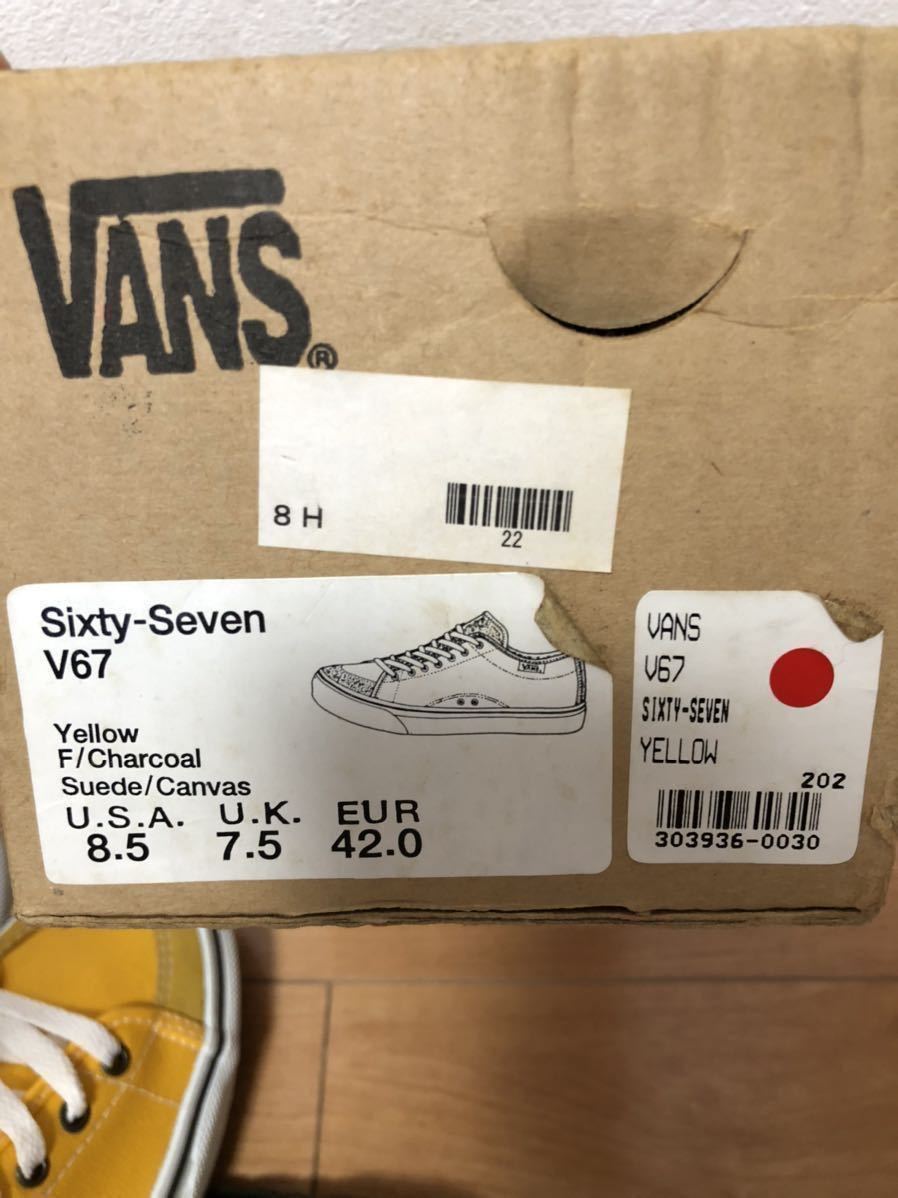 VANS®
8 H
22
Sixty-Seven
V67
VANS
Yellow
F/Charcoal
Suede/Canvas
U.S.A. U.K. EUR
8.5 7.5 42.0
VANS
V67
SIXTY-SEVEN
YELLOW
202
303936-0030